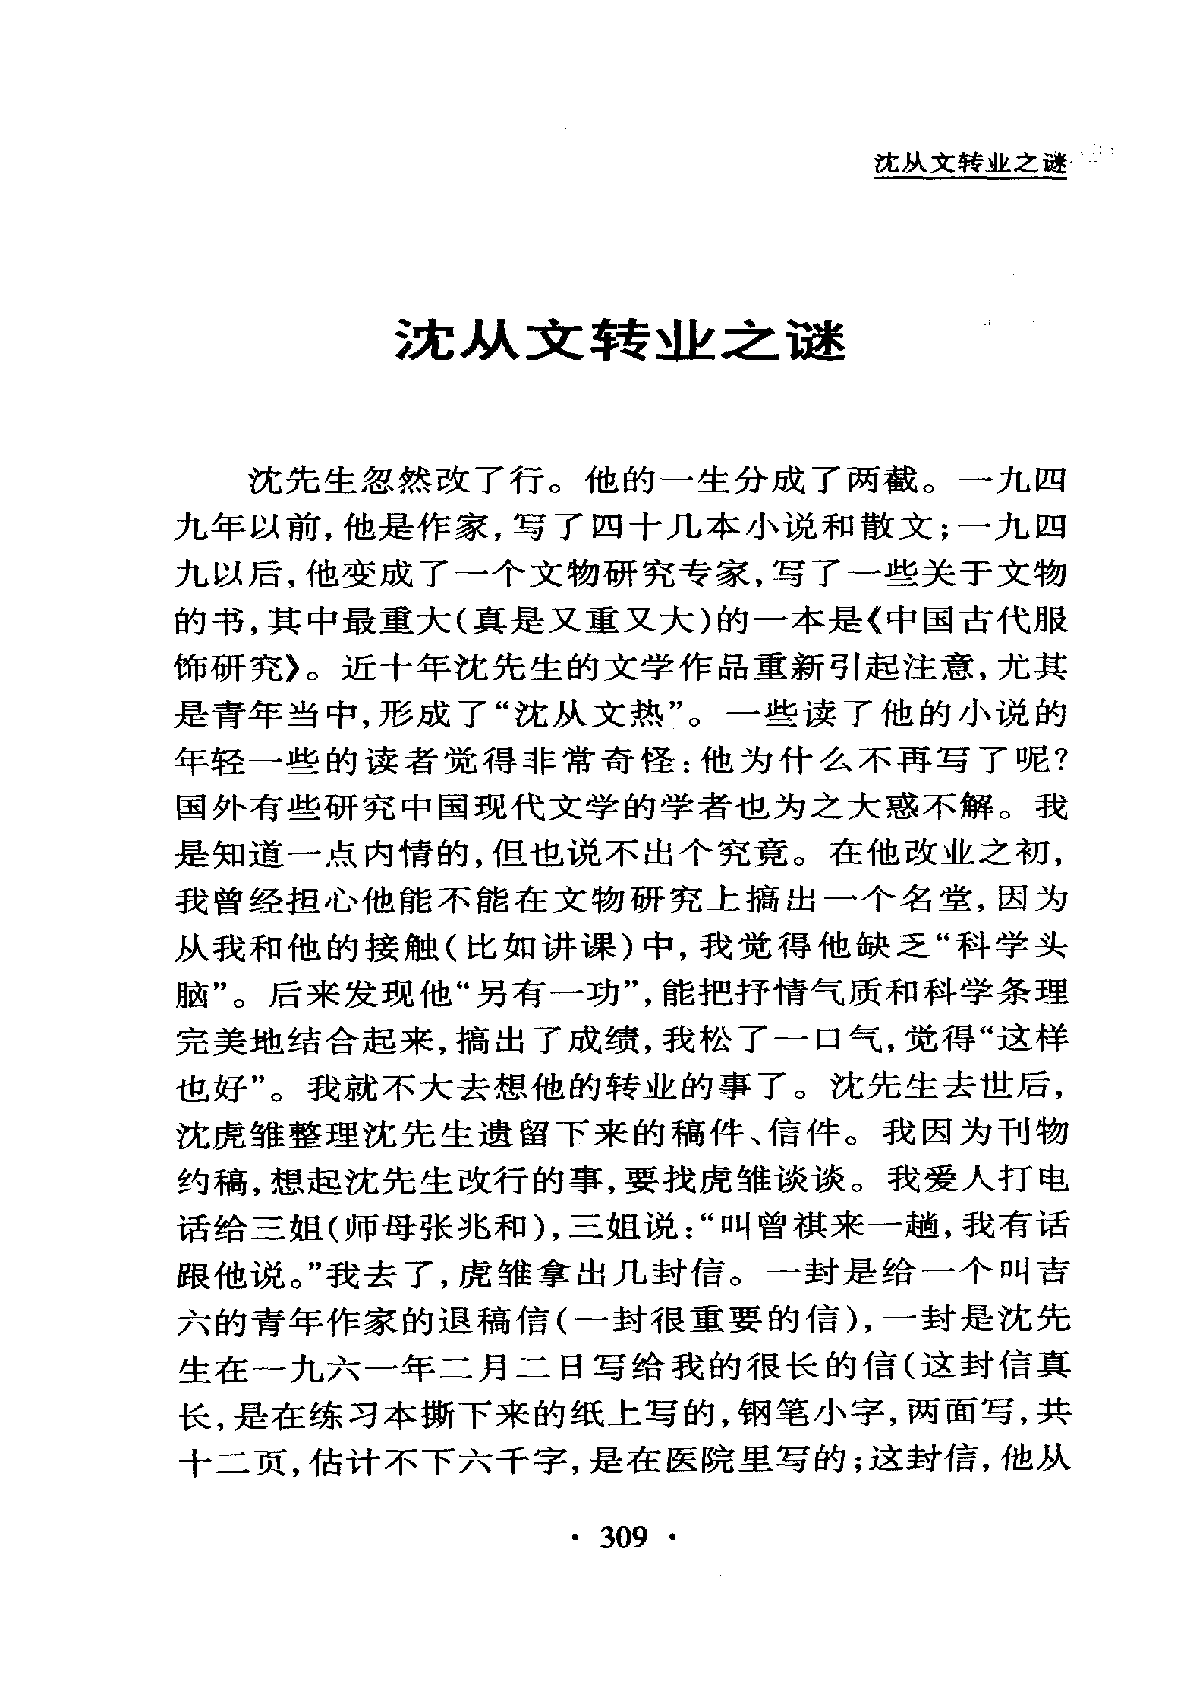 沈从文转业之谜
沈从文转业之谜
沈先生忽然改了行。他的一生分成了两截。一九四
九年以前,他是作家,写了四十几本小说和散文;一九四
九以后,他变成了一个文物研究专家,写了一些关于文物
的书,其中最重大(真是又重又大)的一本是《中国古代服
饰研究》。近十年沈先生的文学作品重新引起注意,尤其
是青年当中,形成了“沈从文热”。一些读了他的小说的
年轻一些的读者觉得非常奇怪:他为什么不再写了呢?
国外有些研究中国现代文学的学者也为之大惑不解。我
是知道一点内情的,但也说不出个究竟。在他改业之初,
我曾经担心他能不能在文物研究上搞出一个名堂,因为
从我和他的接触(比如讲课)中,我觉得他缺乏“科学头
脑”。后来发现他“另有一功”,能把抒情气质和科学条理
完美地结合起来,搞出了成绩,我松了一口气,觉得“这样
也好”。我就不大去想他的转业的事了。沈先生去世后,
沈虎雏整理沈先生遗留下来的稿件、信件。我因为刊物
约稿,想起沈先生改行的事,要找虎雏谈谈。我爱人打电
话给三姐(师母张兆和),三姐说:“叫曾祺来一趟,我有话
跟他说。”我去了,虎雏拿出几封信。一封是给一个叫吉
六的青年作家的退稿信(一封很重要的信),一封是沈先
生在一九六一年二月二日写给我的很长的信(这封信真
长,是在练习本撕下来的纸上写的,钢笔小字,两面写,共
十二页,估计不下六千字,是在医院里写的;这封信,他从
· 309 ·